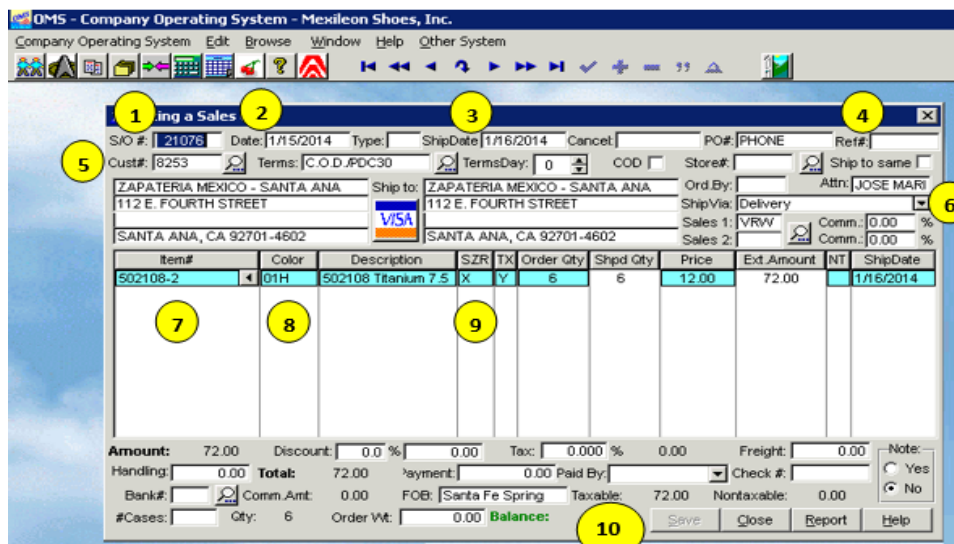 OMS - Company Operating System - Mexileon Shoes, Inc.
Company Operating System Edit Browse Window Help Other System
1 2 3 4
king a Sales
S/O #: 21076 Date: 1/15/2014 Type: ShipDate 1/16/2014 Cancel: PO#: PHONE Ref#:
5 Cust#: 8253 Terms: C.O.D./PDC30 TermsDay: 0 COD Store#: Ship to same
ZAPATERIA MEXICO - SANTA ANA Ship to: ZAPATERIA MEXICO - SANTA ANA Ord.By: Attn: JOSE MARI
112 E. FOURTH STREET VISA 112 E. FOURTH STREET ShipVia: Delivery 6
Sales 1: VRW Comm.: 0.00 %
SANTA ANA, CA 92701-4602 SANTA ANA, CA 92701-4602 Sales 2: Comm.: 0.00 %
Item# Color Description SZR TX Order Qty Shpd Qty Price Ext.Amount NT ShipDate
502108-2 01H 502108 Titanium 7.5 X Y 6 6 12.00 72.00 1/16/2014
7 8 9
Amount: 72.00 Discount: 0.0 % 0.00 Tax: 0.000 % 0.00 Freight: 0.00 Note:
Handling: 0.00 Total: 72.00 Payment: 0.00 Paid By: Check #: Yes
Bank#: Comm.Amt: 0.00 FOB: Santa Fe Spring Taxable: 72.00 Nontaxable: 0.00 No
#Cases: Qty: 6 Order Wt: 0.00 Balance: 10 Save Close Report Help